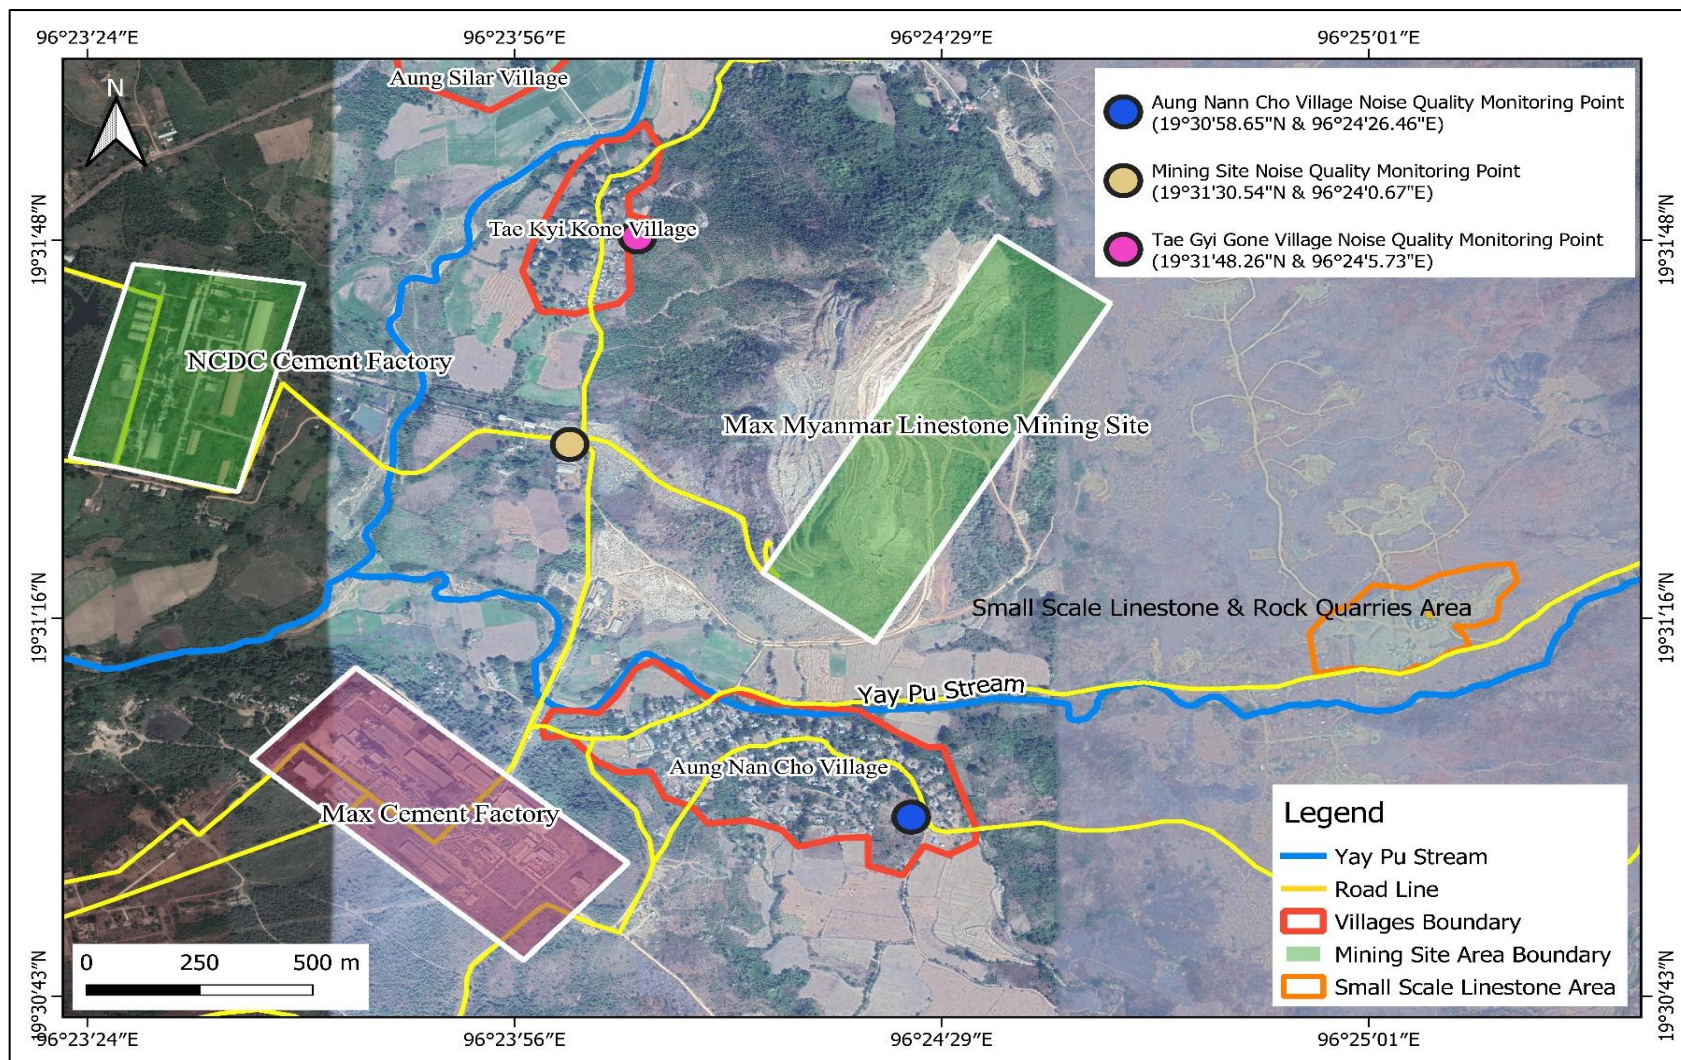 96°23′24″E 96°23′56″E 96°24′29″E 96°25′01″E
N
Aung Silar Village
Aung Nann Cho Village Noise Quality Monitoring Point
(19°30'58.65"N & 96°24'26.46"E)
Mining Site Noise Quality Monitoring Point
(19°31'30.54"N & 96°24'0.67"E)
Tae Gyi Gone Village Noise Quality Monitoring Point
(19°31'48.26"N & 96°24'5.73"E)
19°31′48″N
19°31′48″N
Tae Kyi Kone Village
NCDC Cement Factory
Max Myanmar Linestone Mining Site
19°31′16″N
19°31′16″N
Small Scale Linestone & Rock Quarries Area
Yay Pu Stream
Aung Nan Cho Village
Max Cement Factory
Legend
Yay Pu Stream
Road Line
Villages Boundary
Mining Site Area Boundary
Small Scale Linestone Area
0 250 500 m
19°30′43″N
19°30′43″N
96°23′24″E 96°23′56″E 96°24′29″E 96°25′01″E